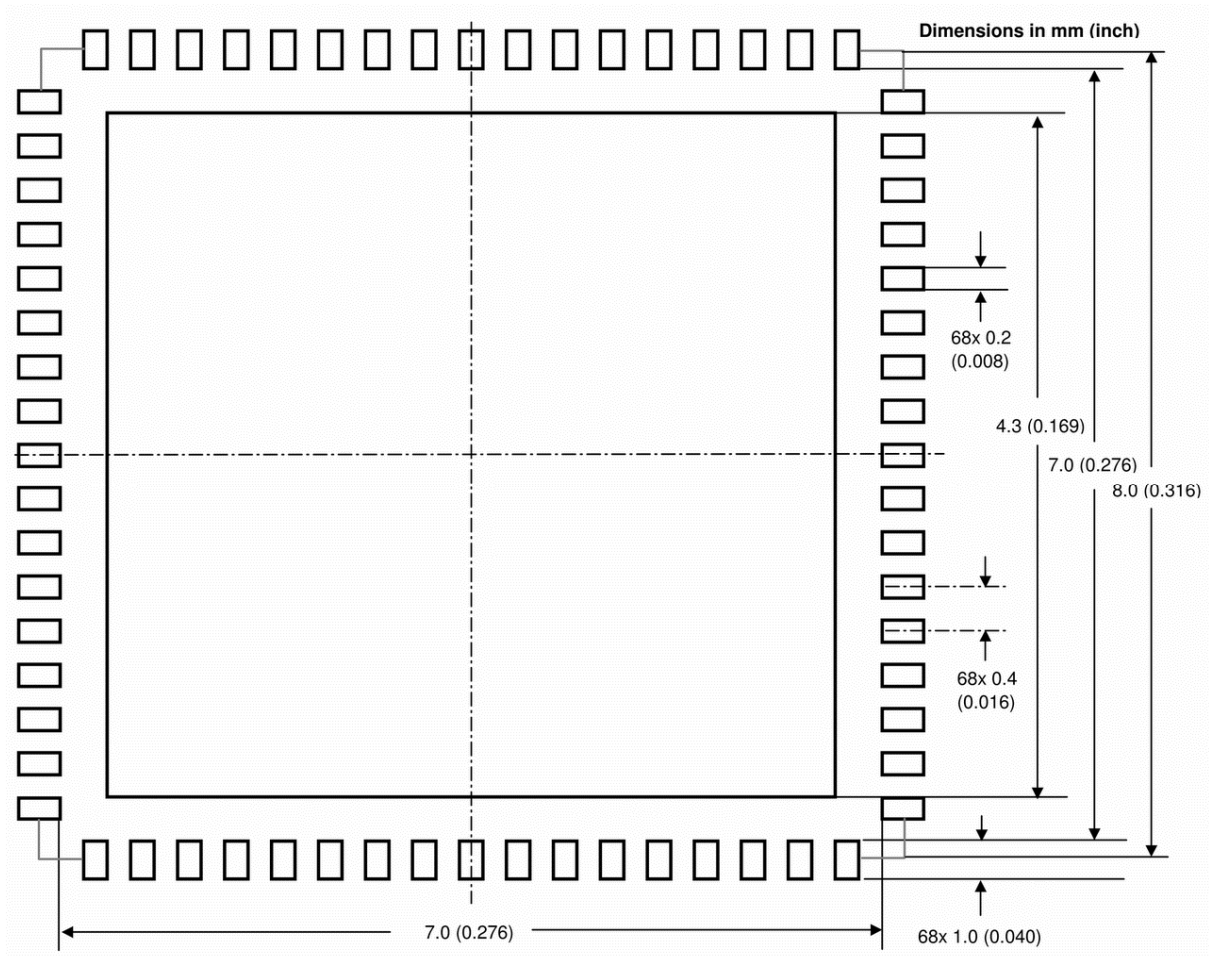 Dimensions in mm (inch)
68x 0.2
(0.008)
4.3 (0.169)
7.0 (0.276)
8.0 (0.316)
68x 0.4
(0.016)
7.0 (0.276)
68x 1.0 (0.040)